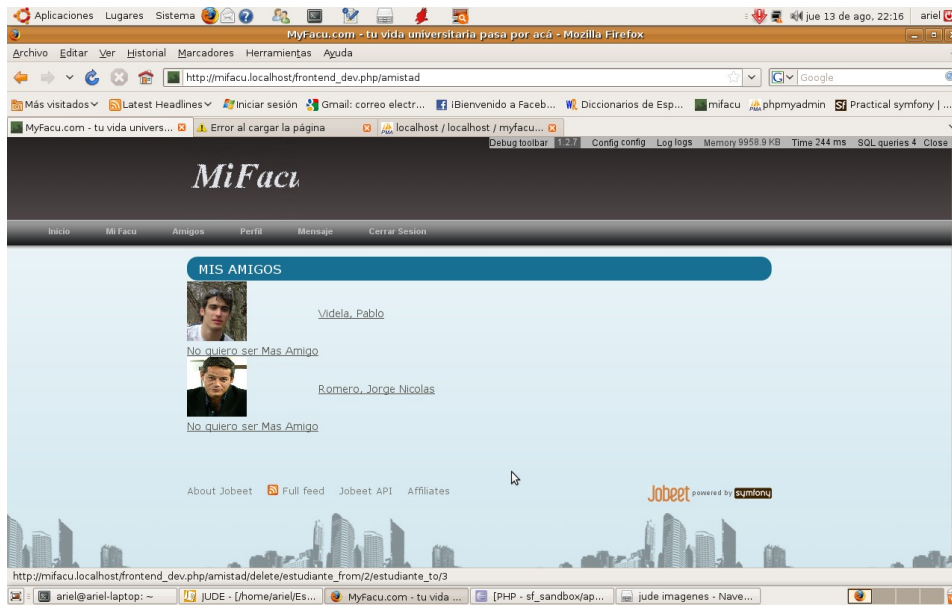 Aplicaciones Lugares Sistema jue 13 de ago, 22:16 ariel
MyFacu.com - tu vida universitaria pasa por acá - Mozilla Firefox
Archivo Editar Ver Historial Marcadores Herramientas Ayuda
http://mifacu.localhost/frontend_dev.php/amistad Google
Más visitados Latest Headlines Iniciar sesión Gmail: correo electr... iBienvenido a Faceb... Diccionarios de Esp... mifacu phpmyadmin Practical symfony | ...
MyFacu.com - tu vida univers... Error al cargar la página localhost / localhost / myfacu...
Debug toolbar 1.2.7 Config config Log logs Memory 9958.9 KB Time 244 ms SQL queries 4 Close
MiFacu
Inicio Mi Facu Amigos Perfil Mensaje Cerrar Sesion
MIS AMIGOS
Videla, Pablo
No quiero ser Mas Amigo
Romero, Jorge Nicolas
No quiero ser Mas Amigo
About Jobeet Full feed Jobeet API Affiliates Jobeet powered by symfony
http://mifacu.localhost/frontend_dev.php/amistad/delete/estudiante_from/2/estudiante_to/3
ariel@ariel-laptop: ~ JUDE - [/home/ariel/Es... MyFacu.com - tu vida ... [PHP - sf_sandbox/ap... jude imagenes - Nave...